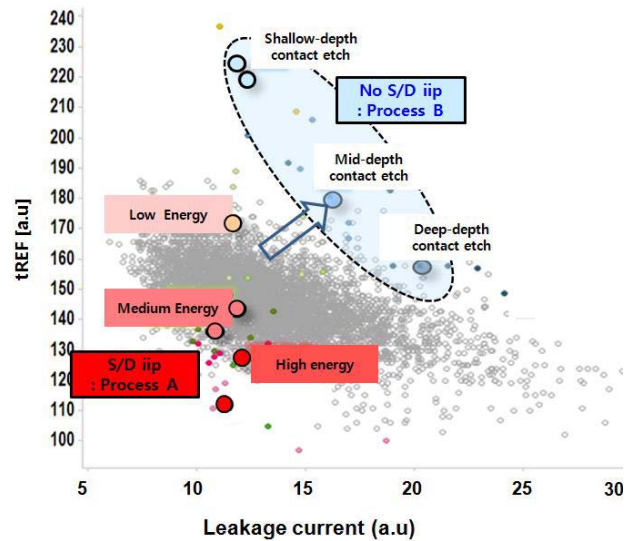 240
230
220
210
200
190
180
170
160
150
140
130
120
110
100
tREF [a.u]
Shallow-depth
contact etch
No S/D iip
: Process B
Mid-depth
contact etch
Low Energy
Deep-depth
contact etch
Medium Energy
S/D iip
: Process A
High energy
5
10
15
20
25
30
Leakage current (a.u)